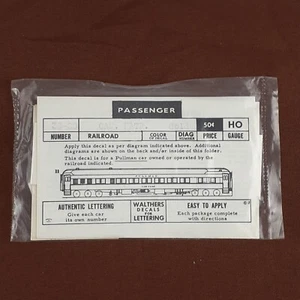 PASSENGER
50¢ HO
NUMBER RAILROAD COLOR OF DECAL DIAG NUMBER PRICE GAUGE
Apply this decal as per diagram indicated above. Additional
diagrams are shown on the back and/or inside of this folder.
This decal is for a Pullman car owned or operated by the
railroad indicated.
AUTHENTIC LETTERING
Give each car
its own number
WALTHERS
DECALS
FOR
LETTERING
EASY TO APPLY
Each package complete
with directions